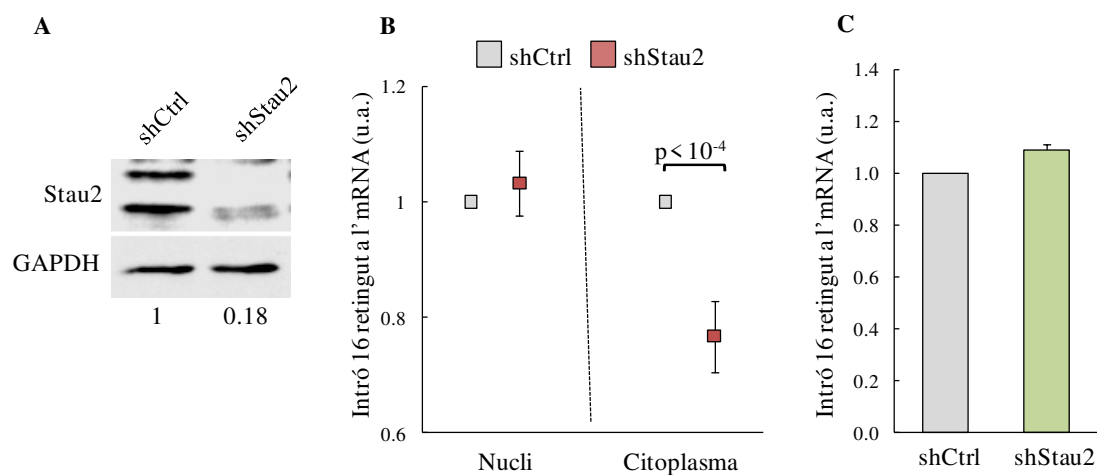 A
shCtrl
shStau2
Stau2
GAPDH
1
0.18
B
shCtrl
shStau2
Intró 16 retingut a l'mRNA (u.a.)
1.2
1
0.8
0.6
p < 10-4
Nucli
Citoplasma
C
Intró 16 retingut a l'mRNA (u.a.)
1.4
1.2
1.0
0.8
0.6
0.4
0.2
0.0
shCtrl
shStau2